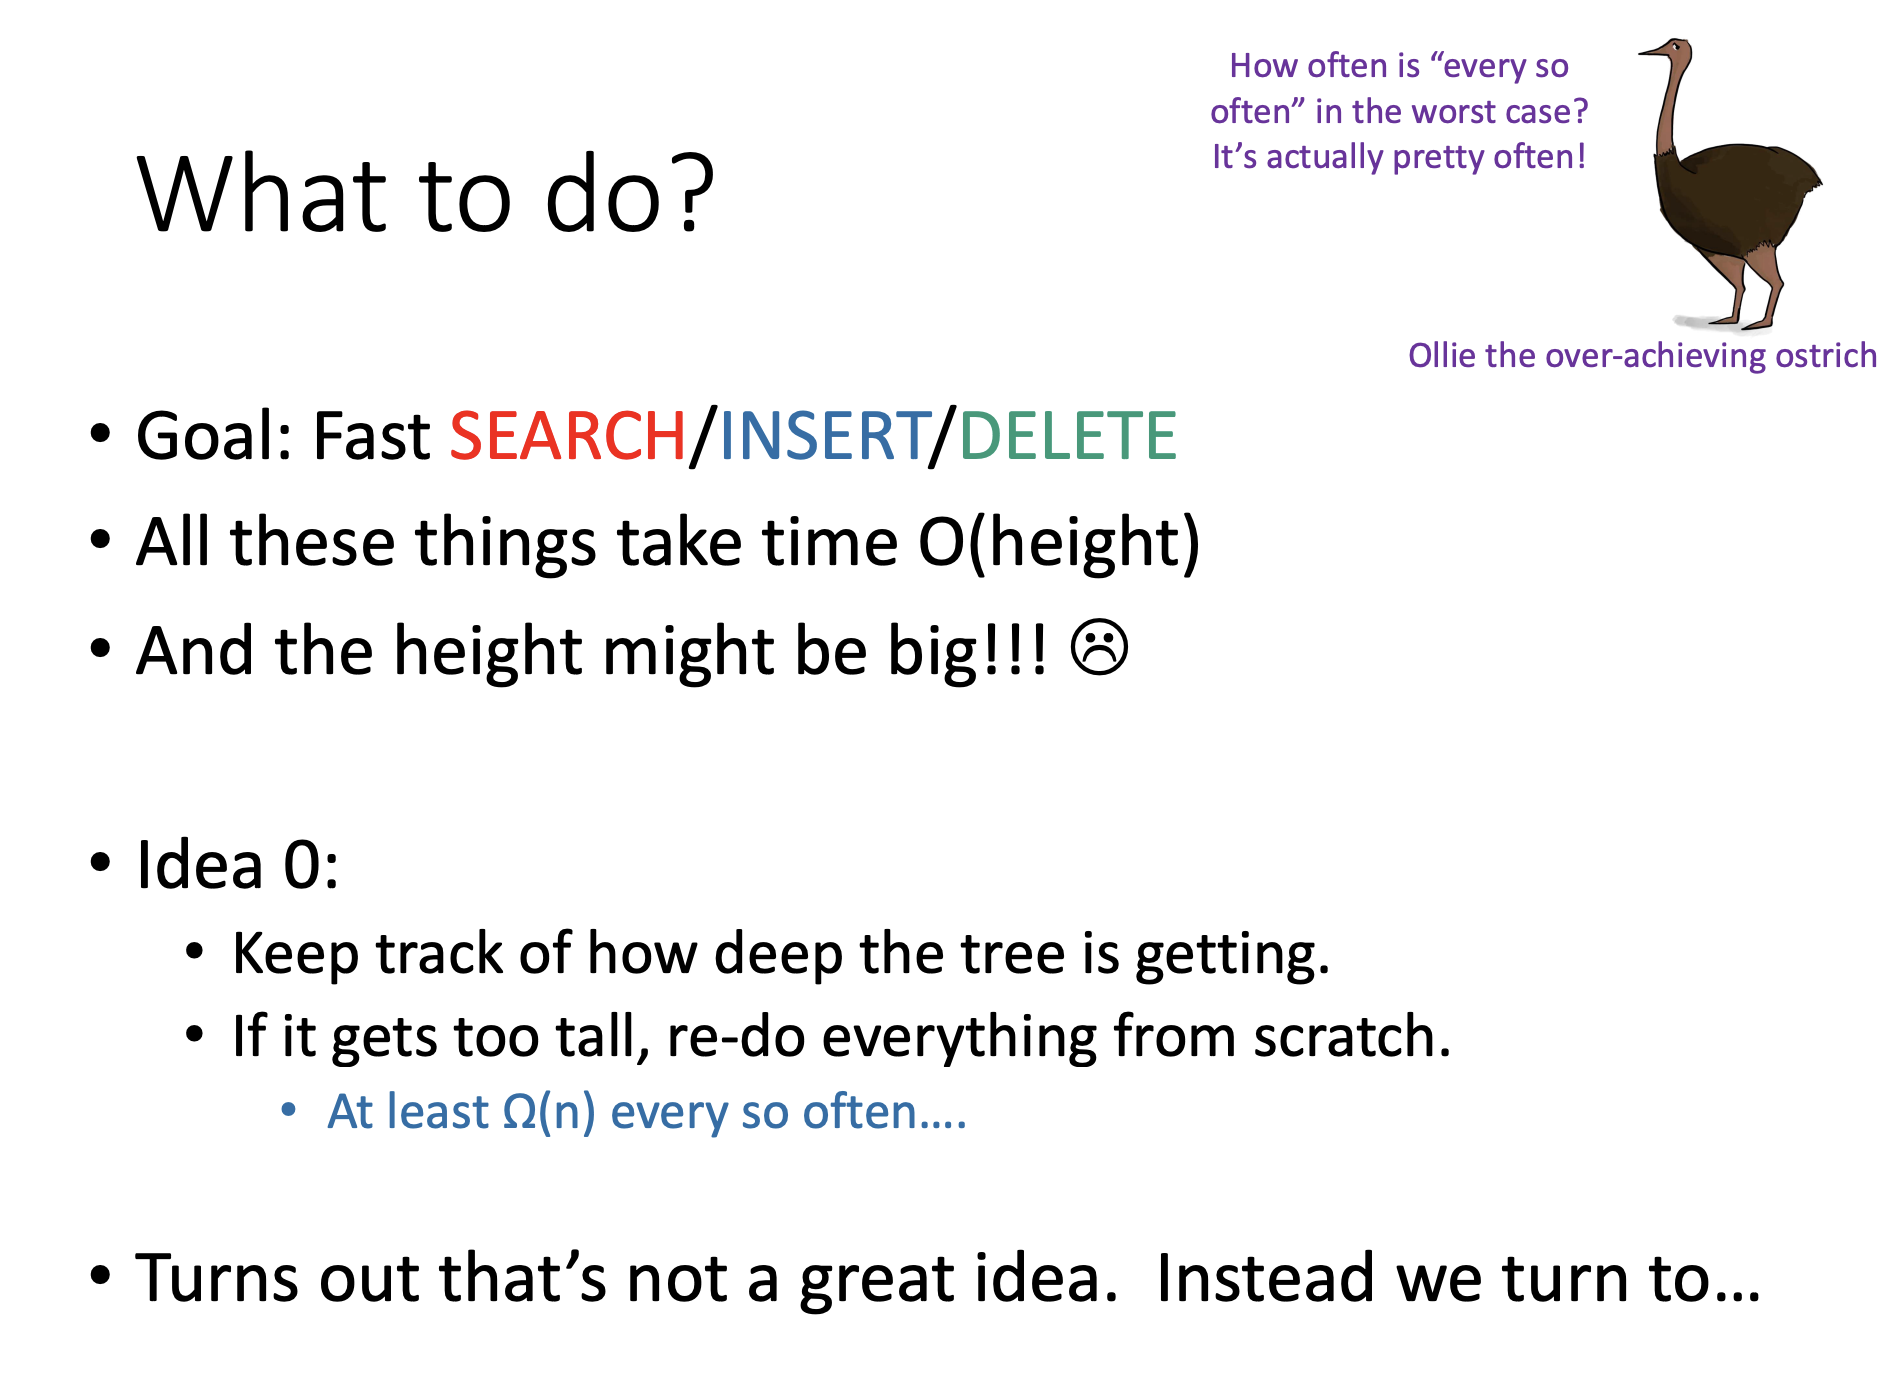 How often is “every so
often” in the worst case?
It’s actually pretty often!
What to do?
Ollie the over-achieving ostrich
• Goal: Fast SEARCH/INSERT/DELETE
• All these things take time O(height)
• And the height might be big!!! ☹
• Idea 0:
• Keep track of how deep the tree is getting.
• If it gets too tall, re-do everything from scratch.
• At least Ω(n) every so often….
• Turns out that’s not a great idea.  Instead we turn to…